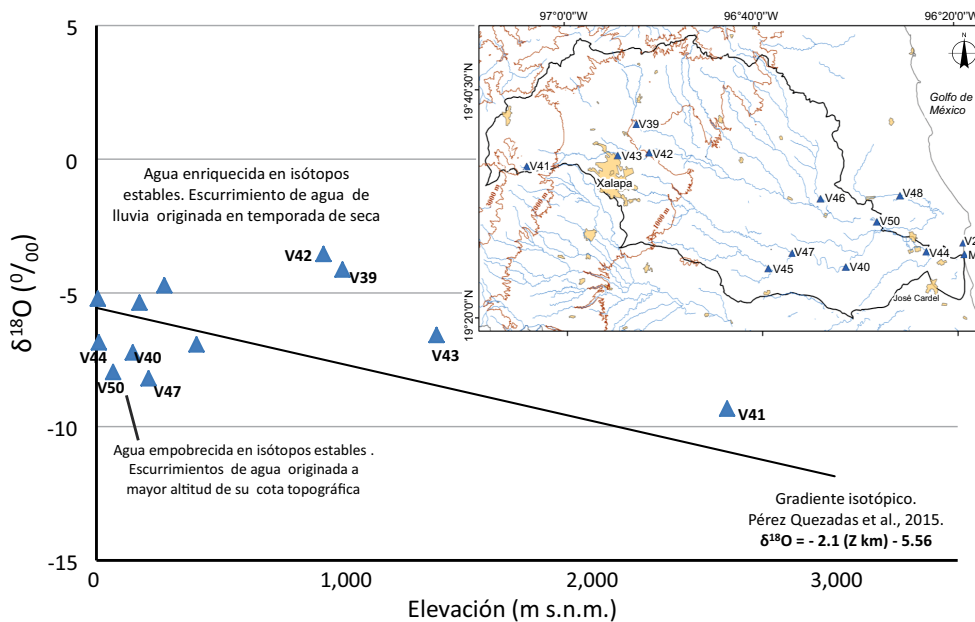 5
0
-5
-10
-15
δ¹⁸O (⁰/₀₀)
0
1,000
2,000
3,000
Elevación (m s.n.m.)
Agua enriquecida en isótopos
estables. Escurrimiento de agua de
lluvia originada en temporada de seca
V42
V39
V43
V41
V44
V40
V50
V47
Agua empobrecida en isótopos estables .
Escurrimientos de agua originada a
mayor altitud de su cota topográfica
Gradiente isotópico.
Pérez Quezadas et al., 2015.
δ¹⁸O = - 2.1 (Z km) - 5.56
97°0'0"W
96°40'0"W
96°20'0"W
19°40'30"N
19°20'0"N
N
Golfo de
México
V39
V43
V42
V41
Xalapa
V46
V48
V50
V47
V44
V2
M
V45
V40
José Cardel
1000 m